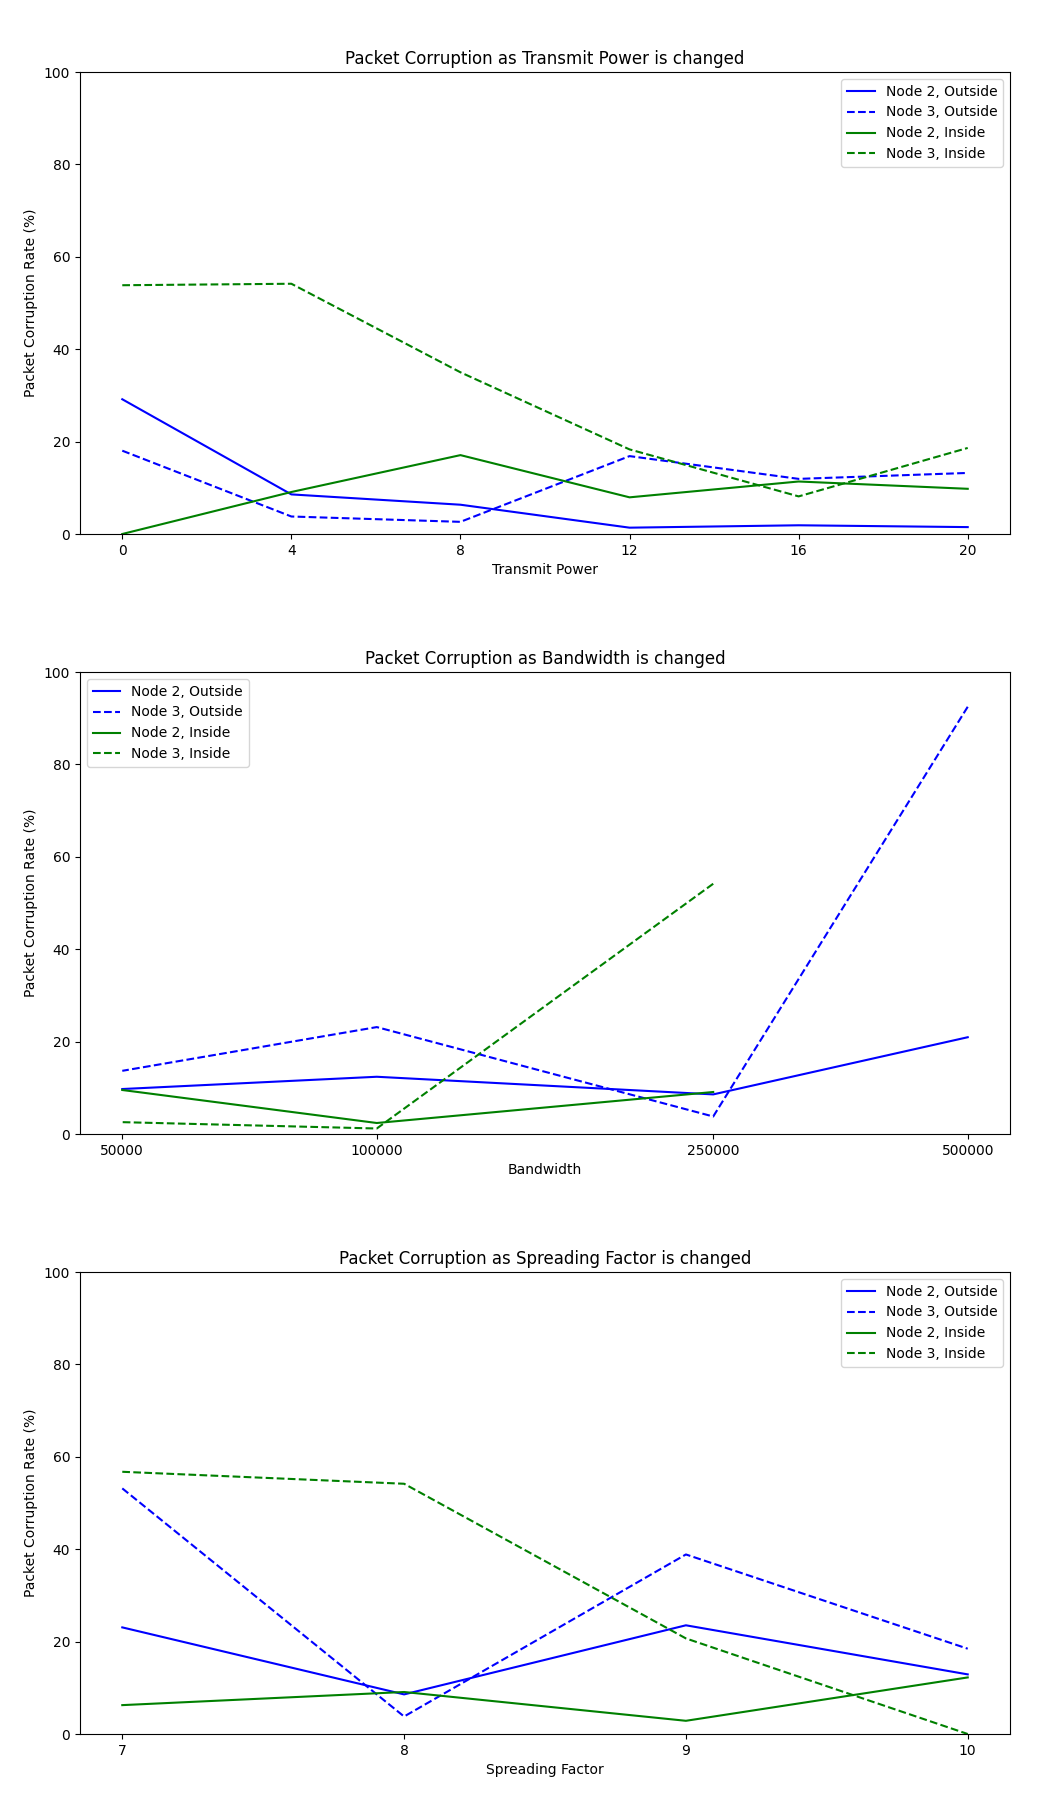 Packet Corruption as Transmit Power is changed
Packet Corruption Rate (%)
100
80
60
40
20
0
Node 2, Outside
Node 3, Outside
Node 2, Inside
Node 3, Inside
0 4 8 12 16 20
Transmit Power
Packet Corruption as Bandwidth is changed
Packet Corruption Rate (%)
100
80
60
40
20
0
Node 2, Outside
Node 3, Outside
Node 2, Inside
Node 3, Inside
50000 100000 250000 500000
Bandwidth
Packet Corruption as Spreading Factor is changed
Packet Corruption Rate (%)
100
80
60
40
20
0
Node 2, Outside
Node 3, Outside
Node 2, Inside
Node 3, Inside
7 8 9 10
Spreading Factor